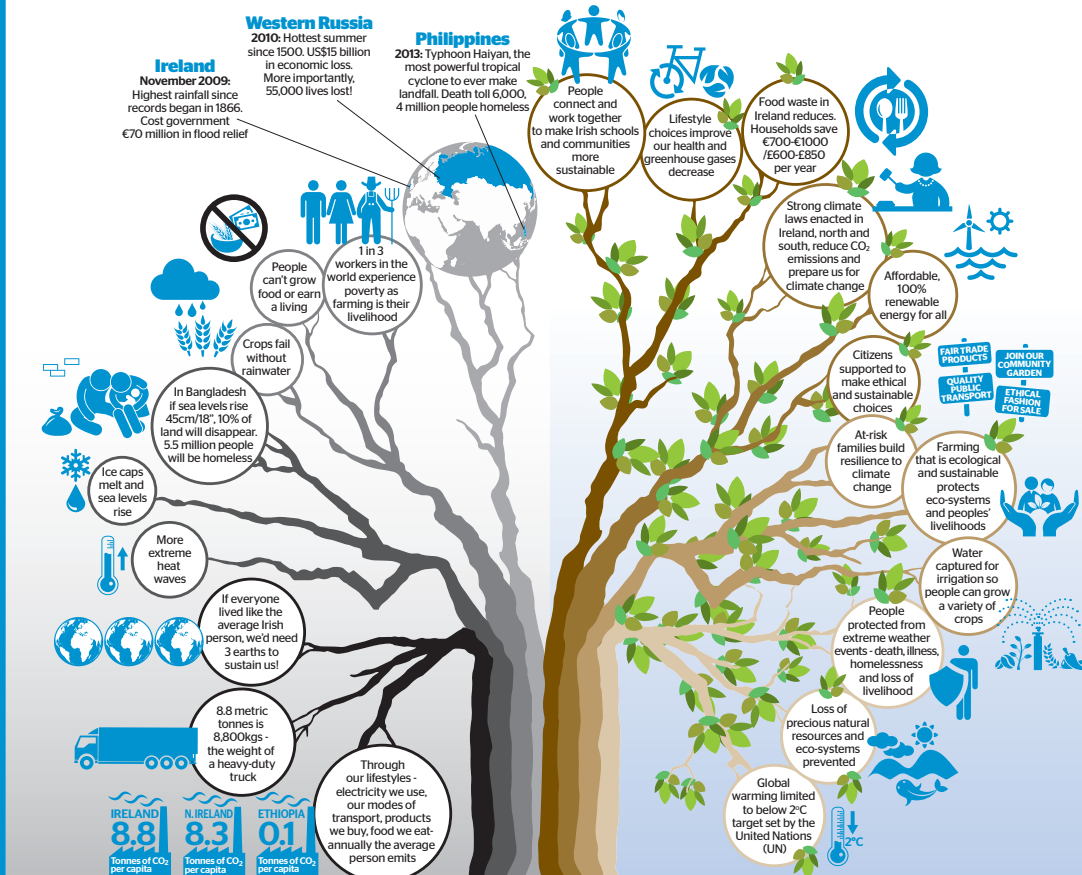 Western Russia
2010: Hottest summer
since 1500. US$15 billion
in economic loss.
More importantly,
55,000 lives lost!
Philippines
2013: Typhoon Haiyan, the
most powerful tropical
cyclone to ever make
landfall. Death toll 6,000,
4 million people homeless
Ireland
November 2009:
Highest rainfall since
records began in 1866.
Cost government
€70 million in flood relief
1 in 3
workers in the
world experience
poverty as
farming is their
livelihood
People
can't grow
food or earn
a living
Crops fail
without
rainwater
In Bangladesh
if sea levels rise
45cm/18", 10% of
land will disappear.
5.5 million people
will be homeless
Ice caps
melt and
sea levels
rise
More
extreme
heat
waves
If everyone
lived like the
average Irish
person, we'd need
3 earths to
sustain us!
8.8 metric
tonnes is
8,800kgs -
the weight of
a heavy-duty
truck
Through
our lifestyles -
electricity we use,
our modes of
transport, products
we buy, food we eat-
annually the average
person emits
IRELAND
8.8
Tonnes of CO₂
per capita
N. IRELAND
8.3
Tonnes of CO₂
per capita
ETHIOPIA
0.1
Tonnes of CO₂
per capita
People
connect and
work together
to make Irish schools
and communities
more
sustainable
Lifestyle
choices improve
our health and
greenhouse gases
decrease
Food waste in
Ireland reduces.
Households save
€700-€1000
/£600-£850
per year
Strong climate
laws enacted in
Ireland, north and
south, reduce CO₂
emissions and
prepare us for
climate change
Affordable,
100%
renewable
energy for all
Citizens
supported to
make ethical
and sustainable
choices
FAIR TRADE
PRODUCTS
QUALITY
PUBLIC
TRANSPORT
JOIN OUR
COMMUNITY
GARDEN
ETHICAL
FASHION
FOR SALE
At-risk
families build
resilience to
climate
change
Farming
that is ecological
and sustainable
protects
eco-systems
and peoples'
livelihoods
Water
captured for
irrigation so
people can grow
a variety of
crops
People
protected from
extreme weather
events - death, illness,
homelessness
and loss of
livelihood
Loss of
precious natural
resources and
eco-systems
prevented
Global
warming limited
to below 2ºC
target set by the
United Nations
(UN)
2ºC